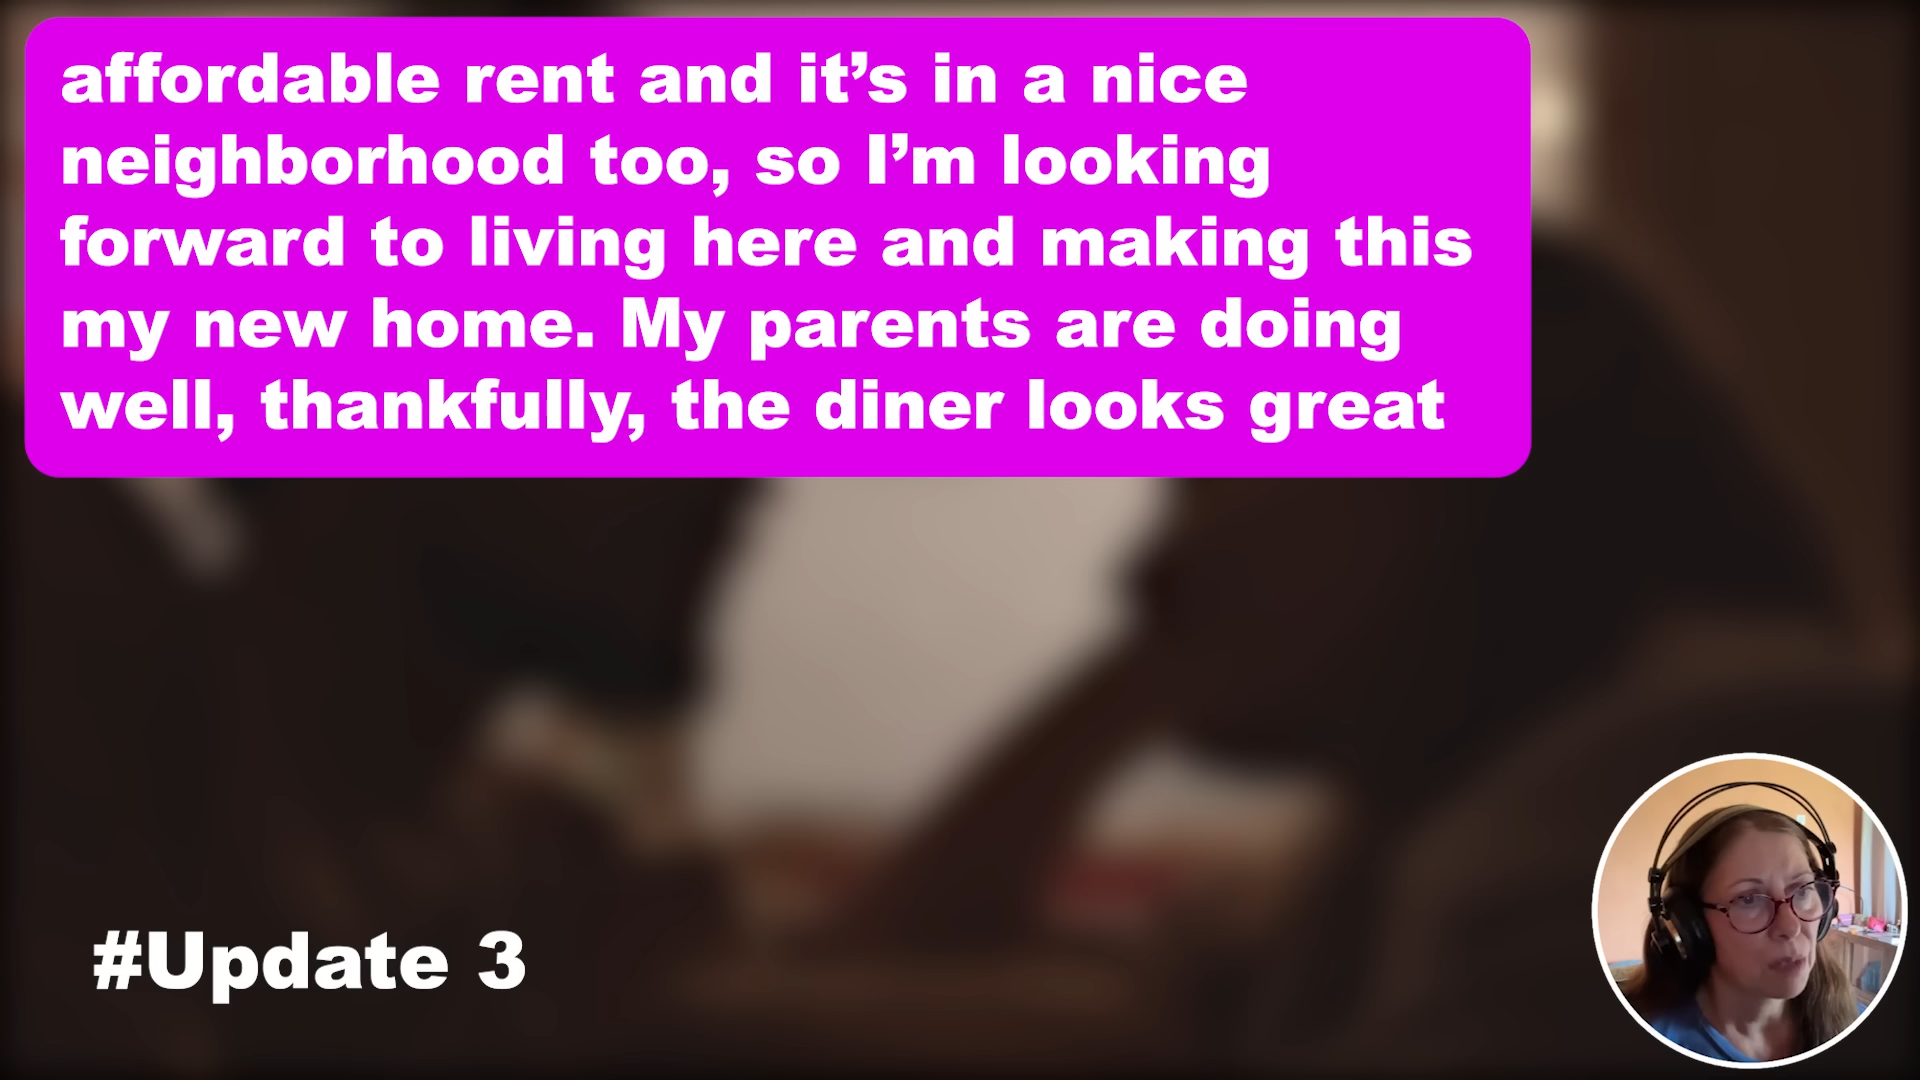 affordable rent and it’s in a nice
neighborhood too, so I’m looking
forward to living here and making this
my new home. My parents are doing
well, thankfully, the diner looks great
#Update 3